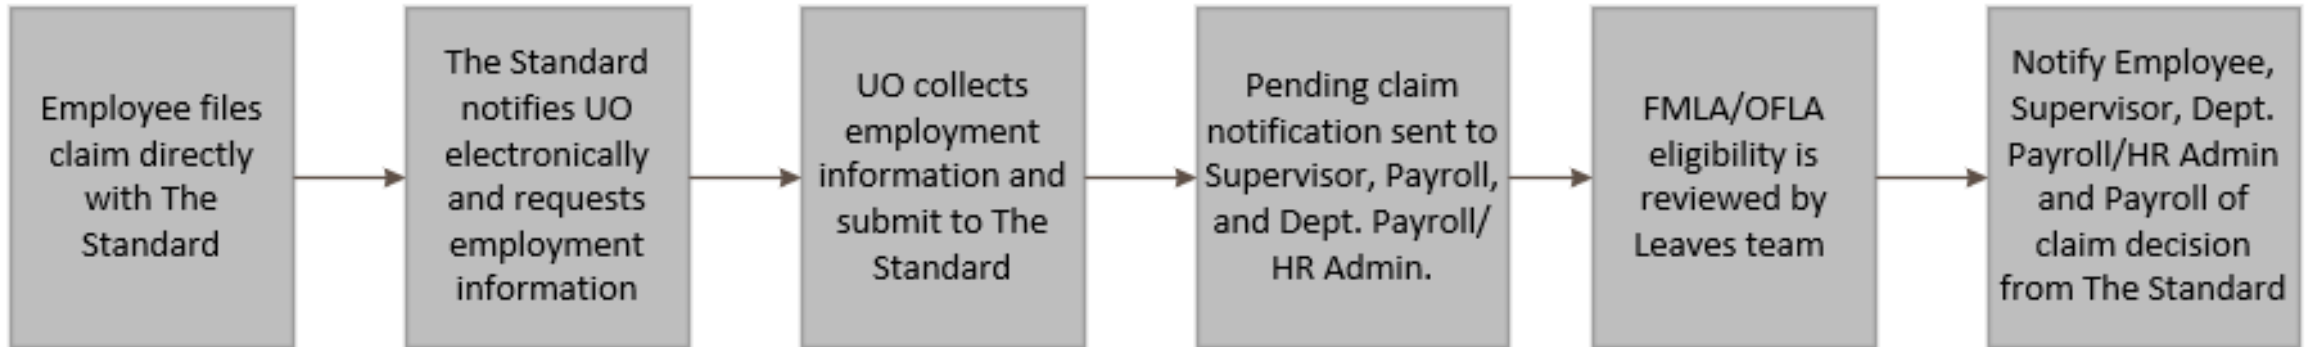 Employee files
claim directly
with The
Standard
The Standard
notifies UO
electronically
and requests
employment
information
UO collects
employment
information and
submit to The
Standard
Pending claim
notification sent to
Supervisor, Payroll,
and Dept. Payroll/
HR Admin.
FMLA/OFLA
eligibility is
reviewed by
Leaves team
Notify Employee,
Supervisor, Dept.
Payroll/HR Admin
and Payroll of
claim decision
from The Standard